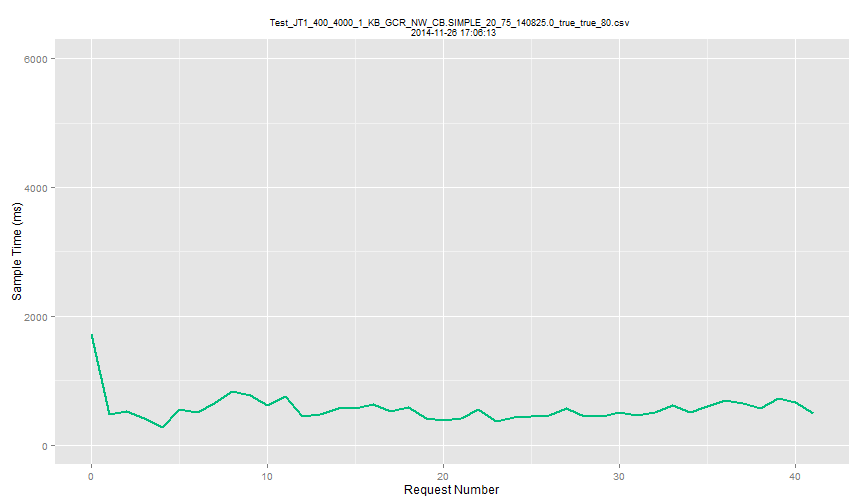 Test_JT1_400_4000_1_KB_GCR_NW_CB.SIMPLE_20_75_140825.0_true_true_80.csv
2014-11-26 17:06:13
6000
4000
2000
0
Sample Time (ms)
0 10 20 30 40
Request Number